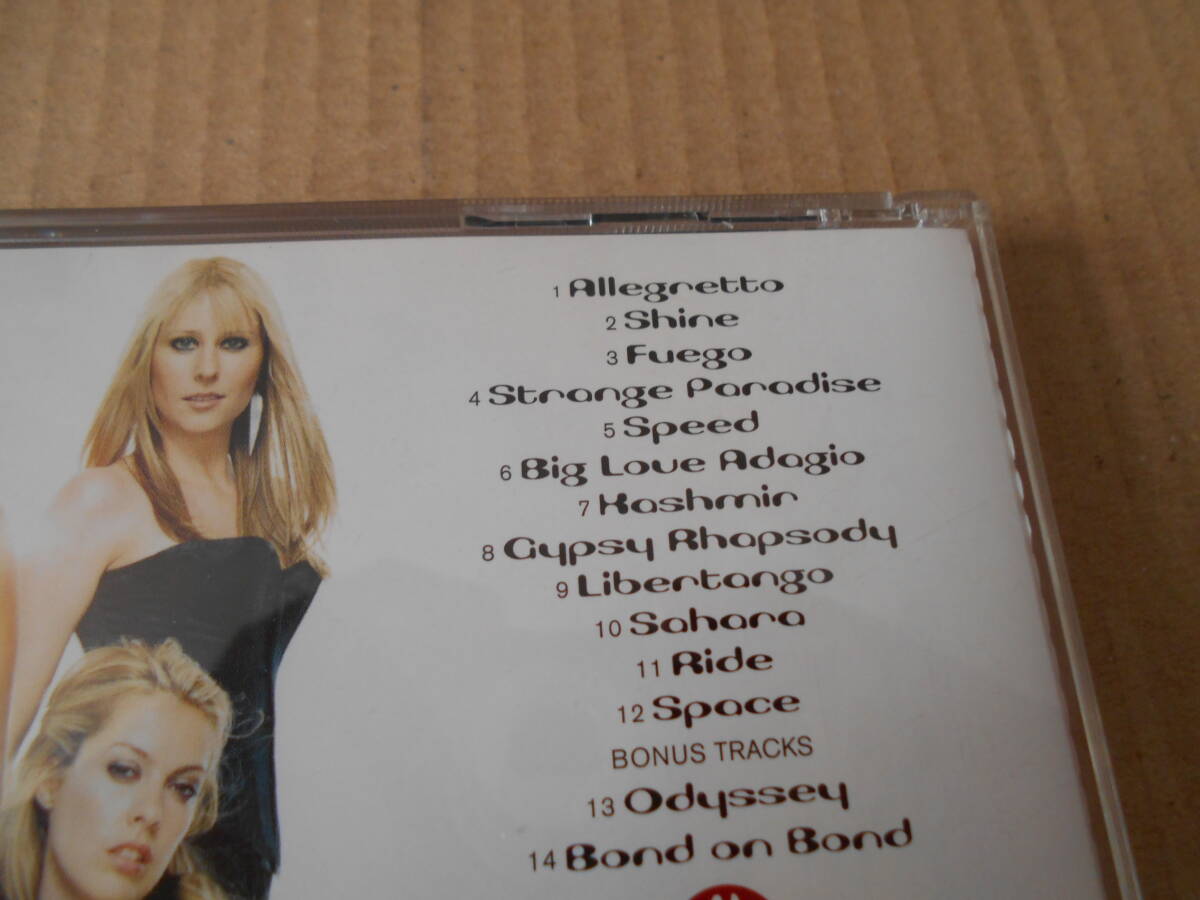 1 Allegretto
2 Shine
3 Fuego
4 Strange Paradise
5 Speed
6 Big Love Adagio
7 Kashmir
8 Gypsy Rhapsody
9 Libertango
10 Sahara
11 Ride
12 Space
BONUS TRACKS
13 Odyssey
14 Bond on Bond